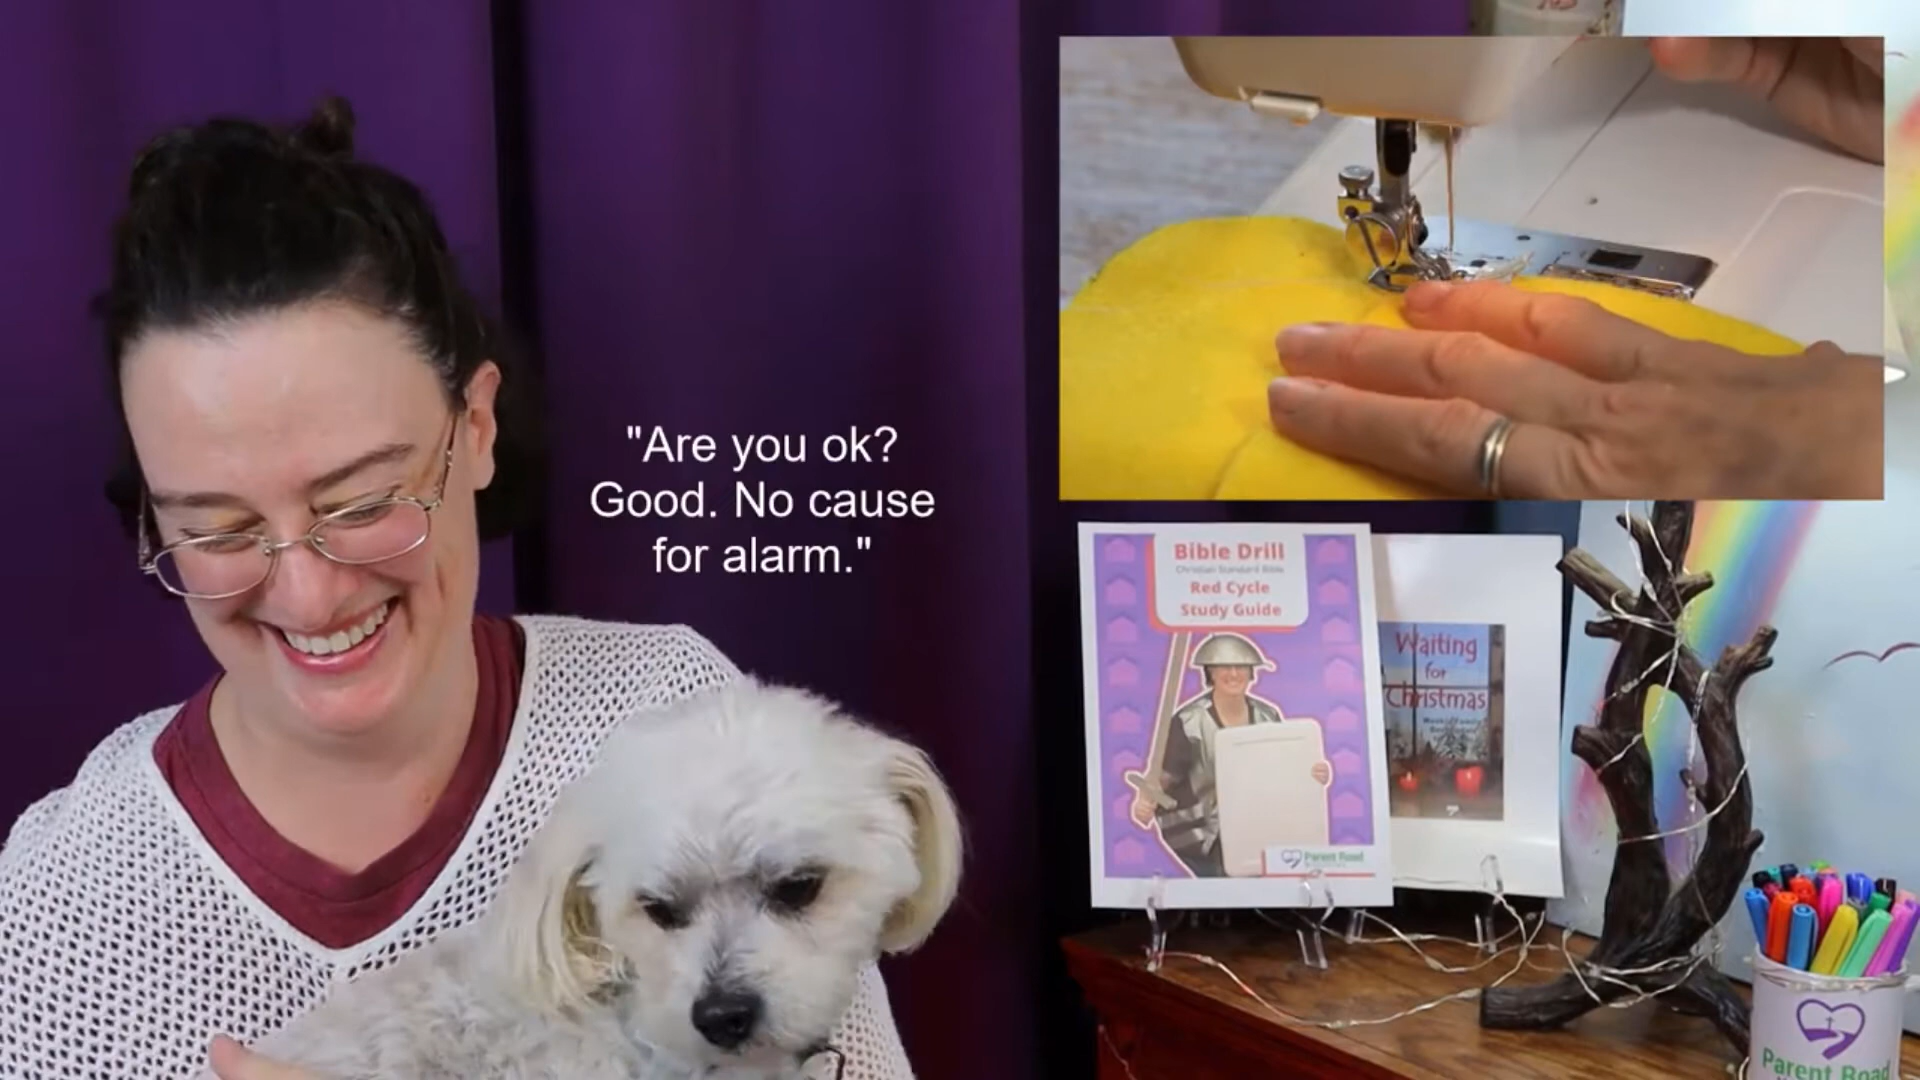 "Are you ok?
Good. No cause
for alarm."
Bible Drill
Christian Standard Bible
Red Cycle
Study Guide
Parent Road
Waiting
for
Christmas
Parent Road